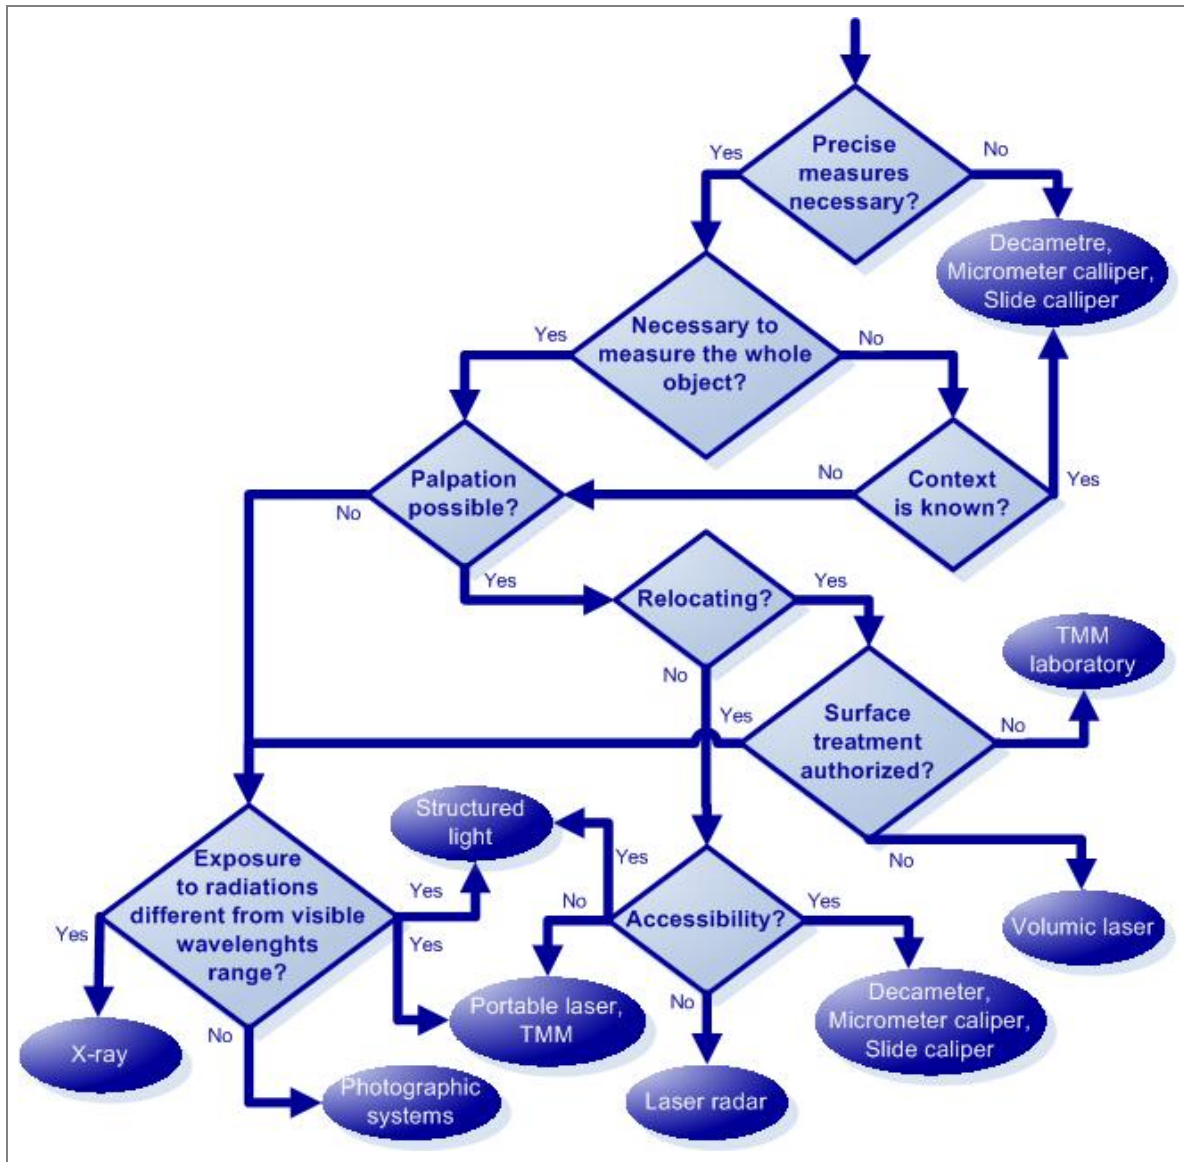 Yes
Precise
measures
necessary?
No
Decametre,
Micrometer calliper,
Slide calliper
Yes
Necessary to
measure the whole
object?
No
Palpation
possible?
No
No
Context
is known?
Yes
Yes
Relocating?
Yes
No
TMM
laboratory
Yes
Surface
treatment
authorized?
No
No
Structured
light
Exposure
to radiations
different from visible
wavelenghts
range?
Yes
Yes
Yes
No
Yes
No
Accessibility?
Yes
No
Volumic laser
X-ray
Portable laser,
TMM
Decameter,
Micrometer caliper,
Slide caliper
Photographic
systems
Laser radar